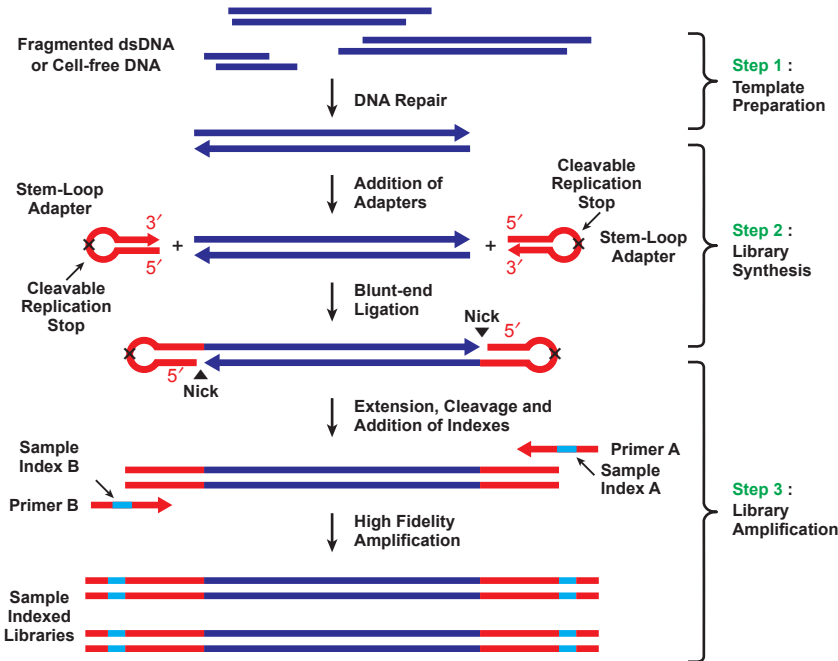 Fragmented dsDNA
or Cell-free DNA
Step 1 :
Template
Preparation
DNA Repair
Stem-Loop
Adapter
3′
5′
Cleavable
Replication
Stop
Addition of
Adapters
+
+
5′
3′
Cleavable
Replication
Stop
Stem-Loop
Adapter
Step 2 :
Library
Synthesis
Blunt-end
Ligation
Nick
5′
5′
Nick
Extension, Cleavage and
Addition of Indexes
Sample
Index B
Primer A
Sample
Index A
Primer B
Step 3 :
Library
Amplification
High Fidelity
Amplification
Sample
Indexed
Libraries